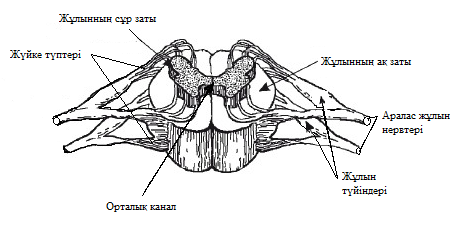 Жұлынның сұр заты
Жүйке түптері
Жұлынның ақ заты
Аралас жұлын
нервтері
Жұлын
түйіндері
Орталық канал